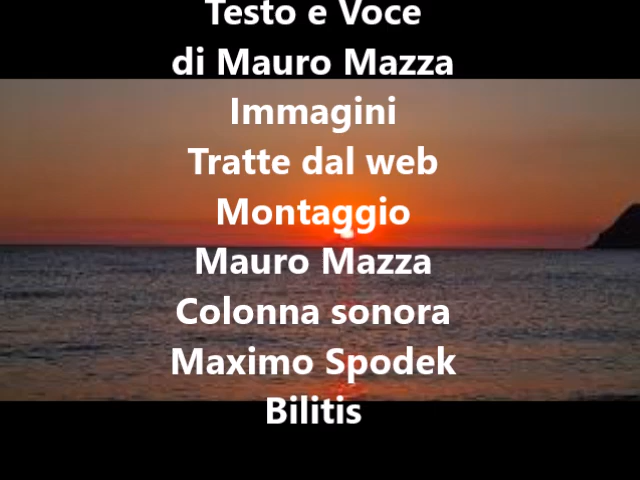 Testo e Voce
di Mauro Mazza
Immagini
Tratte dal web
Montaggio
Mauro Mazza
Colonna sonora
Maximo Spodek
Bilitis